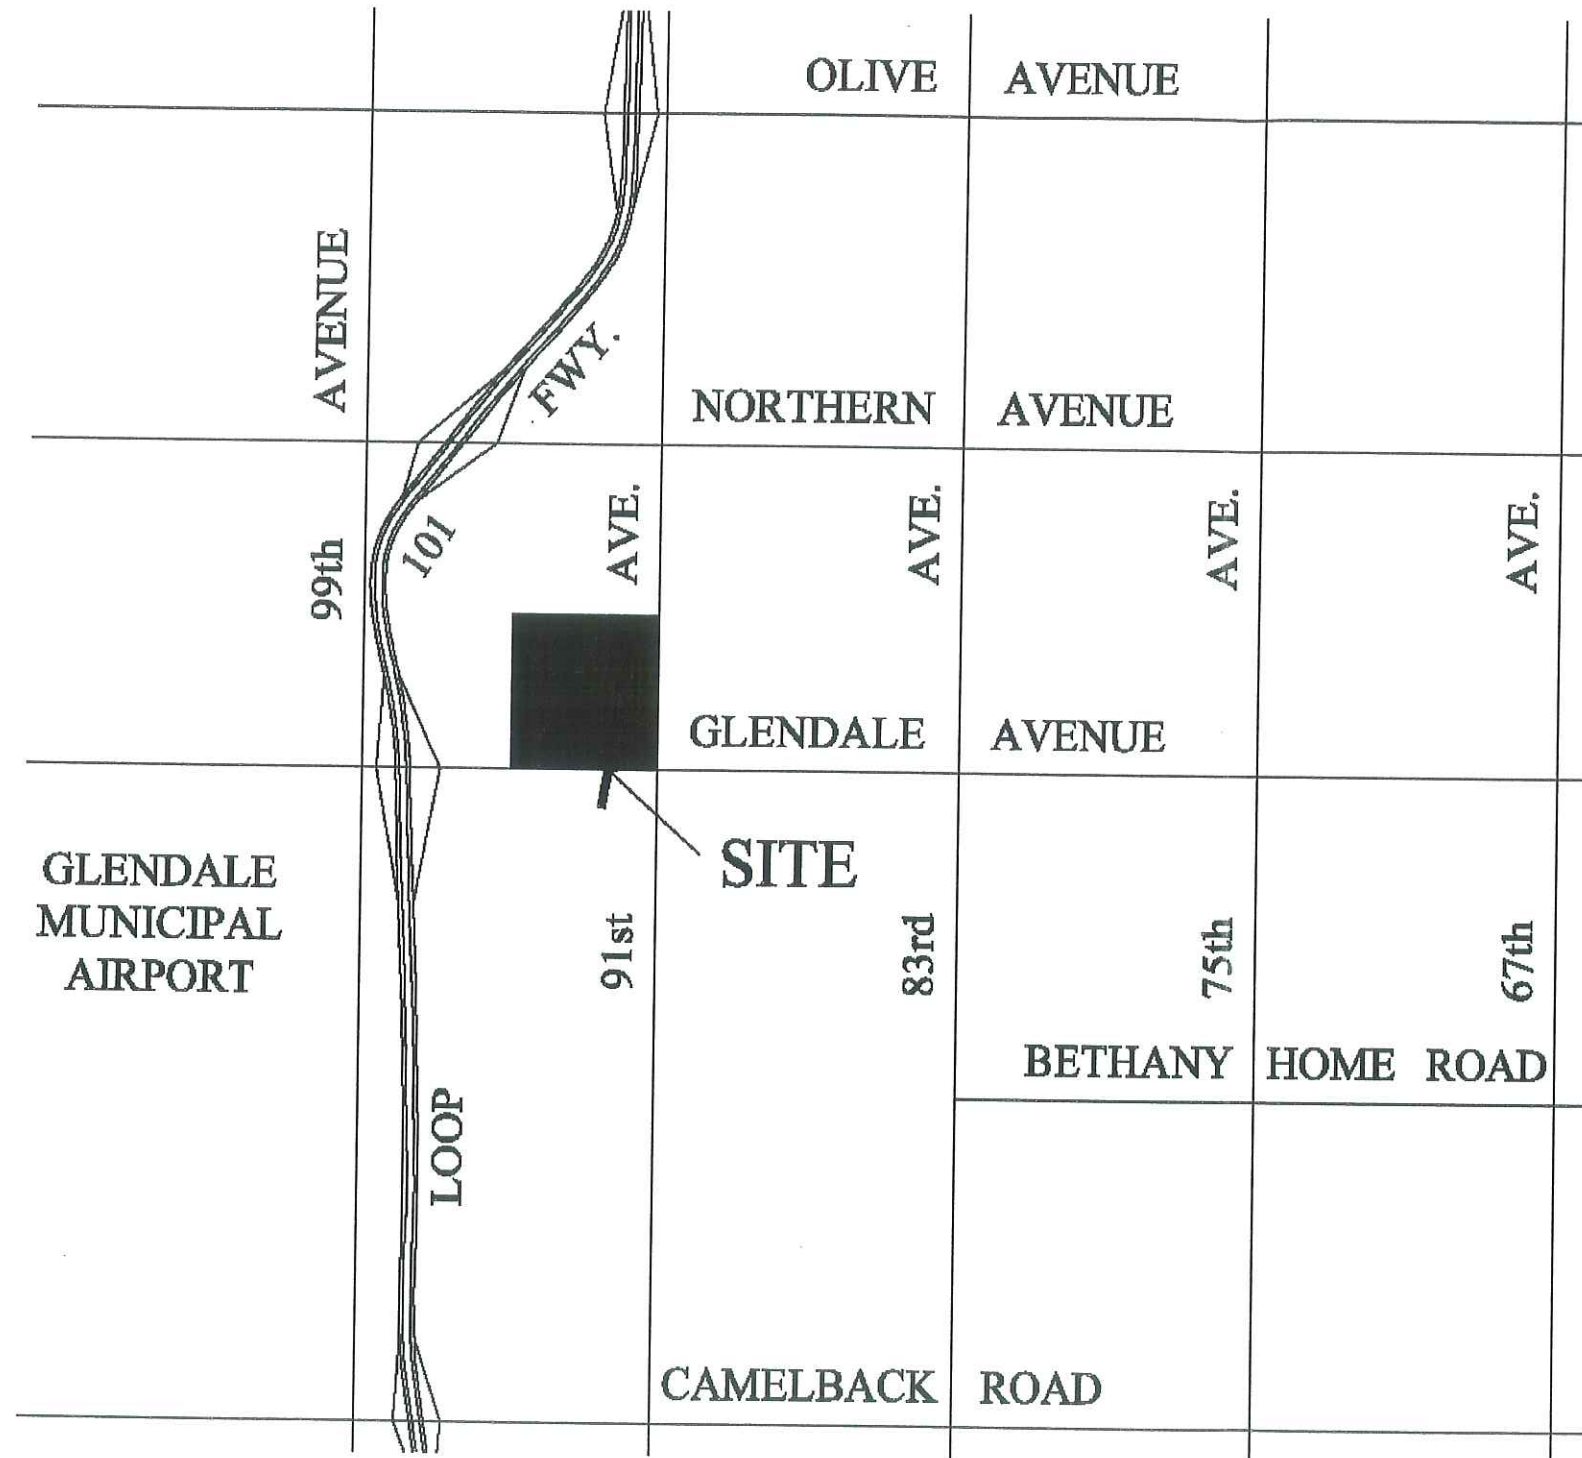 OLIVE AVENUE
99th AVENUE
LOOP 101 FWY.
NORTHERN AVENUE
91st AVE.
83rd AVE.
75th AVE.
67th AVE.
GLENDALE AVENUE
SITE
GLENDALE
MUNICIPAL
AIRPORT
BETHANY HOME ROAD
CAMELBACK ROAD